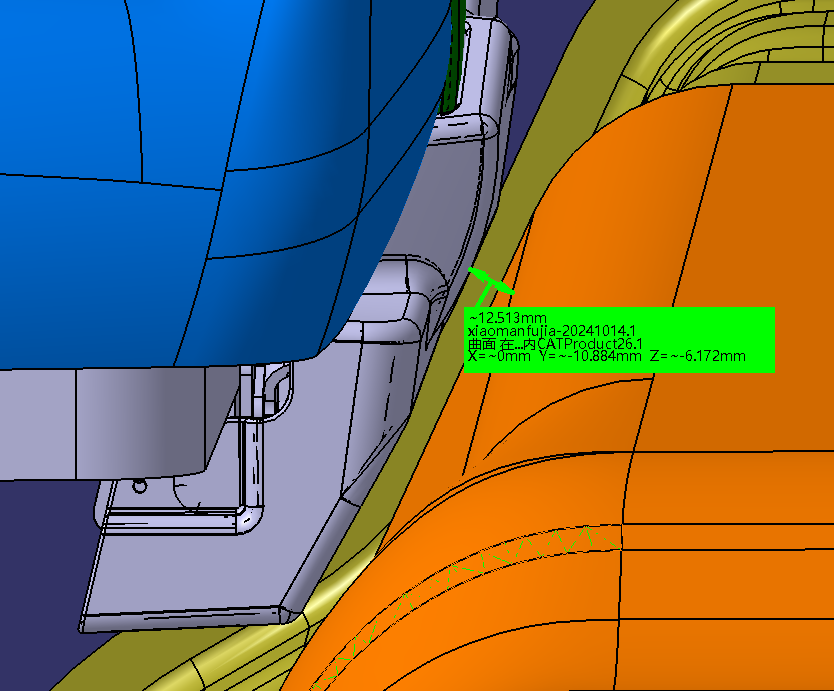 ~12.513mm
xiaomanfujia-20241014.1
曲面 在...内CATProduct26.1
X=~0mm Y=~-10.884mm Z=~-6.172mm